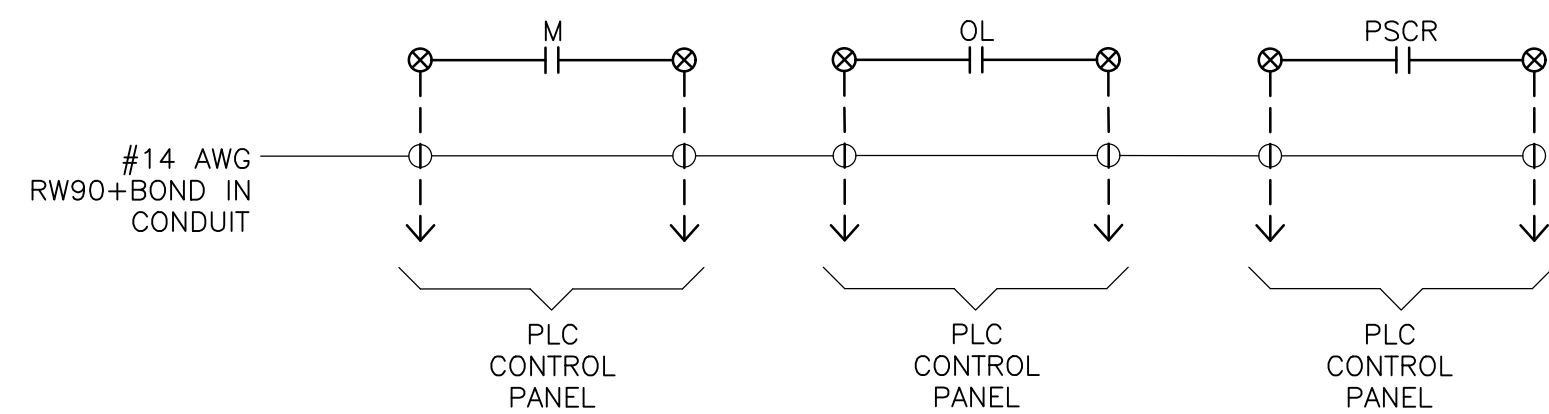 M
OL
PSCR
#14 AWG
RW90+BOND IN
CONDUIT
PLC
CONTROL
PANEL
PLC
CONTROL
PANEL
PLC
CONTROL
PANEL